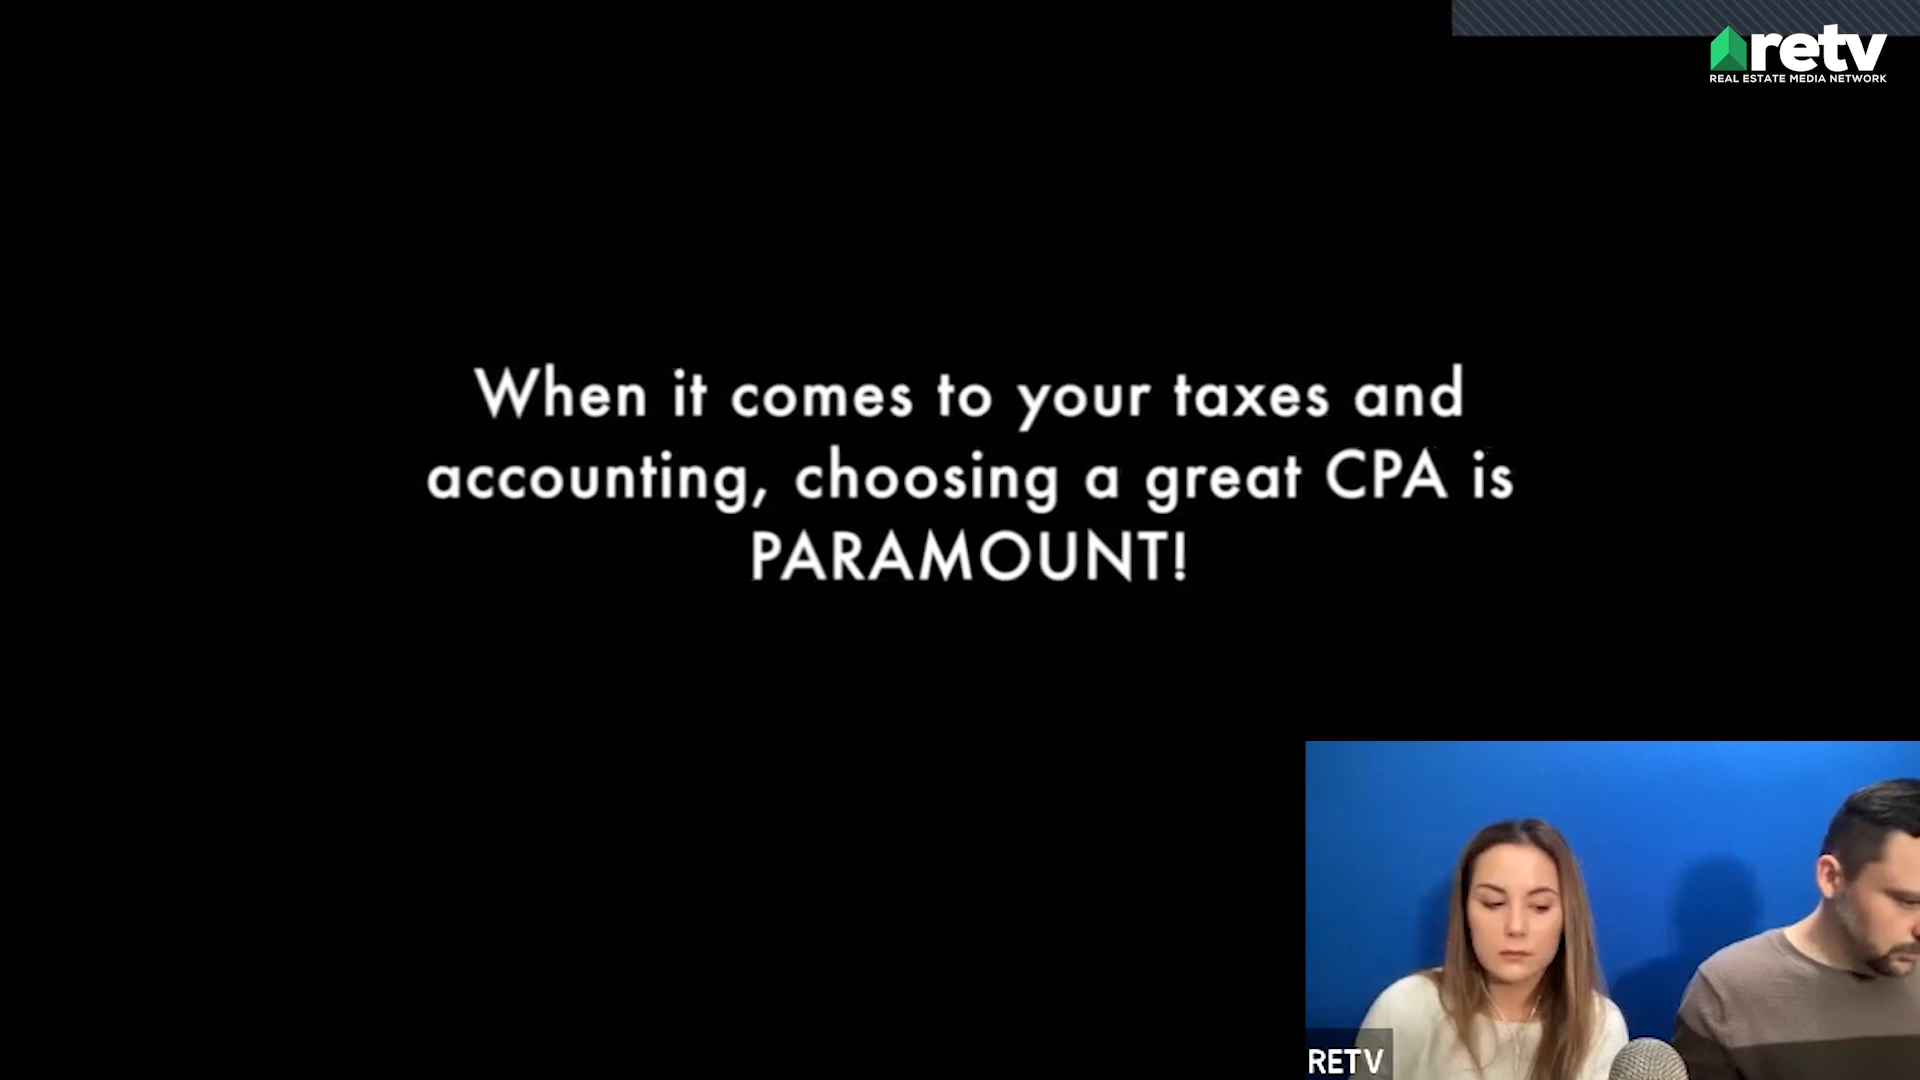 retv
REAL ESTATE MEDIA NETWORK
When it comes to your taxes and
accounting, choosing a great CPA is
PARAMOUNT!
RETV